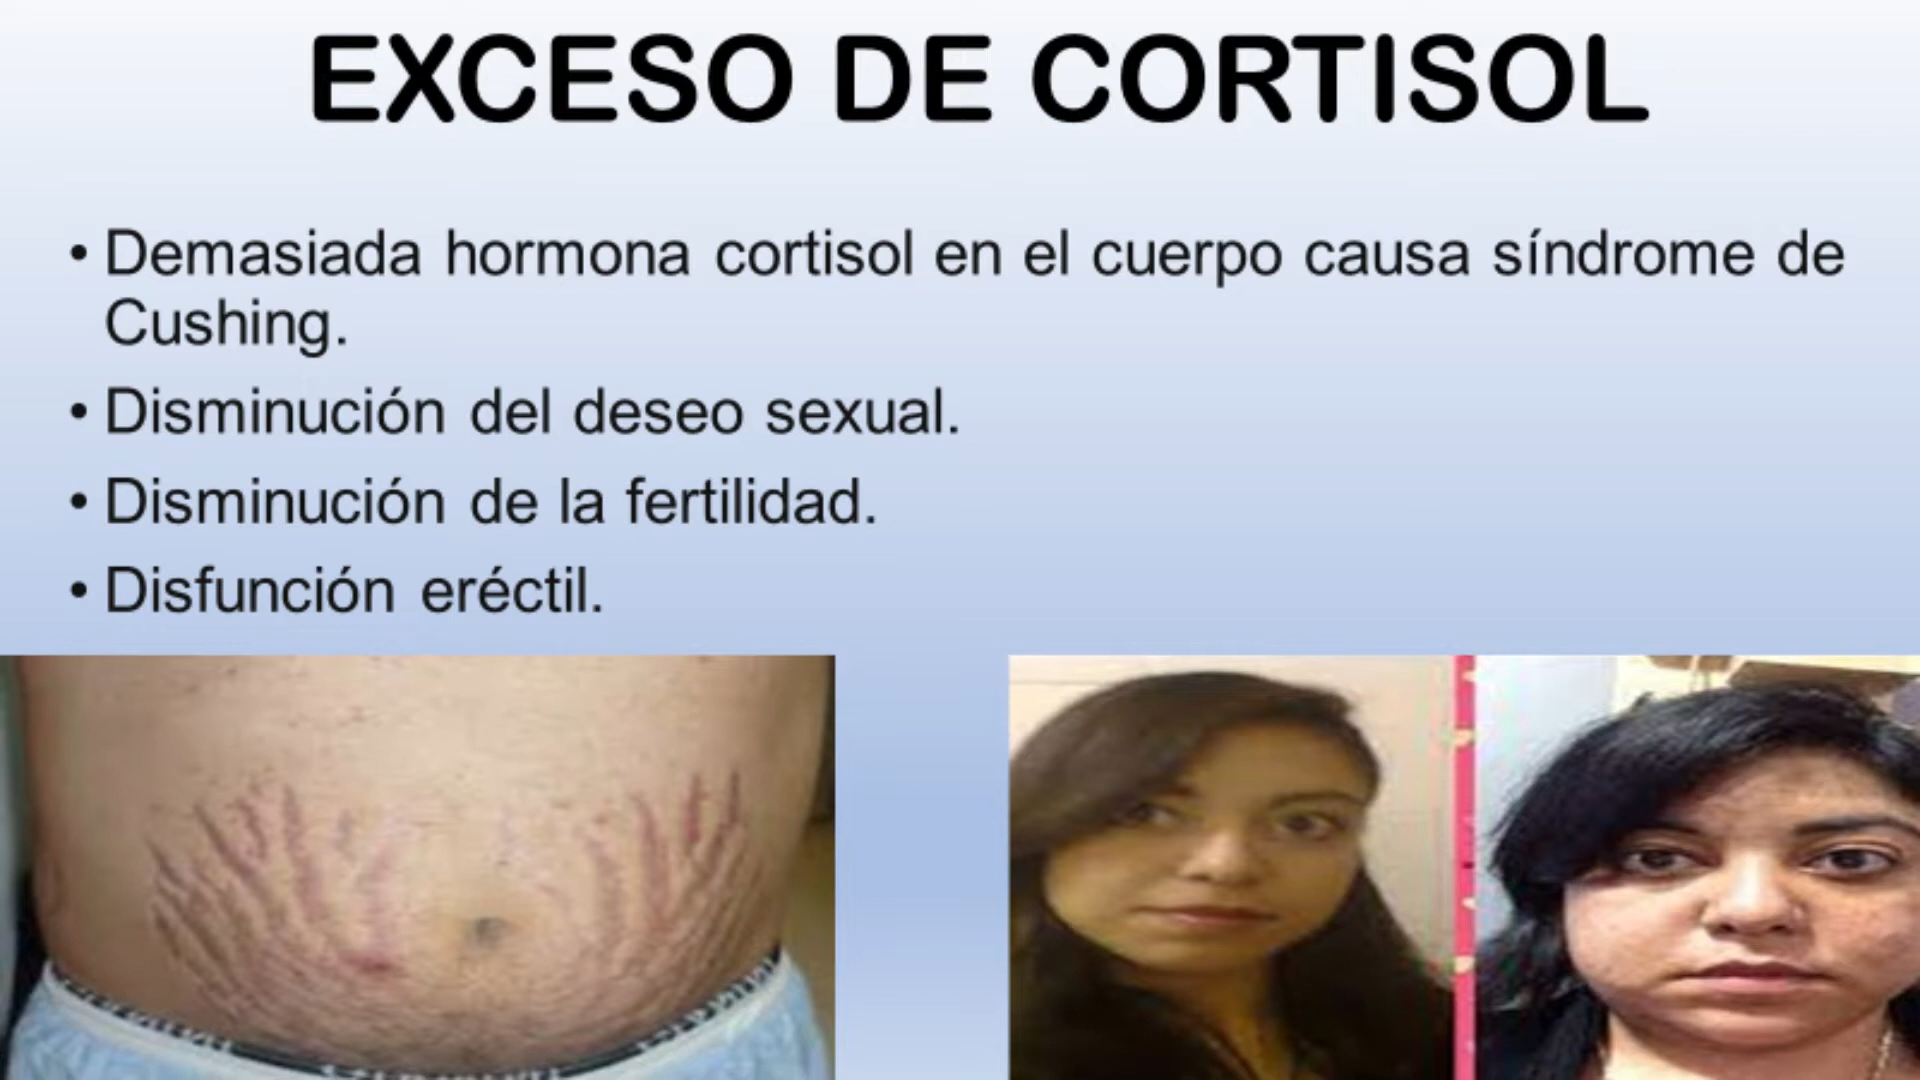 EXCESO DE CORTISOL
• Demasiada hormona cortisol en el cuerpo causa síndrome de
Cushing.
• Disminución del deseo sexual.
• Disminución de la fertilidad.
• Disfunción eréctil.